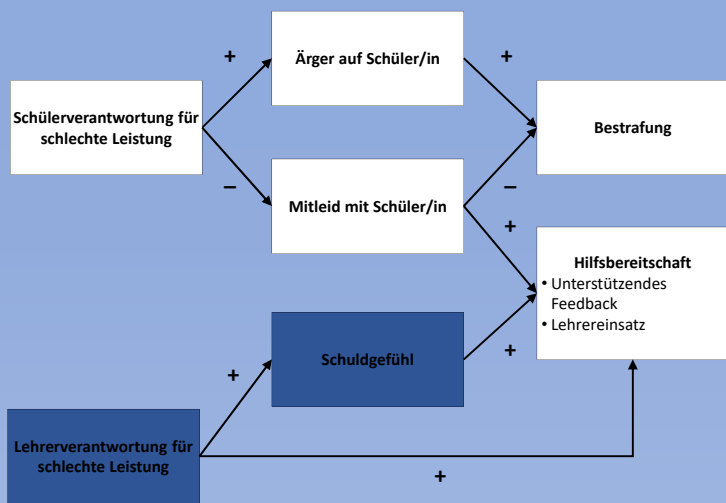 +
Ärger auf Schüler/in
+
Schülerverantwortung für
schlechte Leistung
Bestrafung
–
Mitleid mit Schüler/in
–
+
Hilfsbereitschaft
• Unterstützendes
Feedback
• Lehrereinsatz
+
Schuldgefühl
+
Lehrerverantwortung für
schlechte Leistung
+